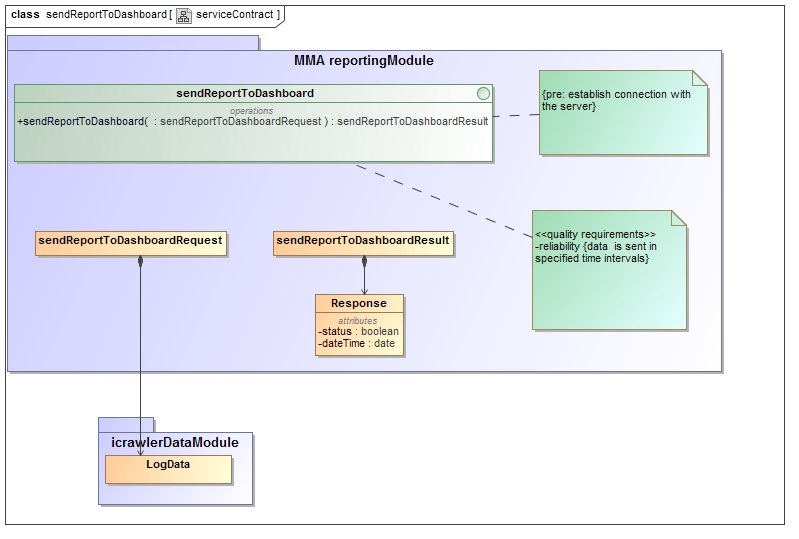 class sendReportToDashboard [ serviceContract ]
MMA reportingModule
sendReportToDashboard
operations
+sendReportToDashboard( : sendReportToDashboardRequest ) : sendReportToDashboardResult
{pre: establish connection with
the server}
<<quality requirements>>
-reliability {data is sent in
specified time intervals}
sendReportToDashboardRequest
sendReportToDashboardResult
Response
attributes
-status : boolean
-dateTime : date
icrawlerDataModule
LogData